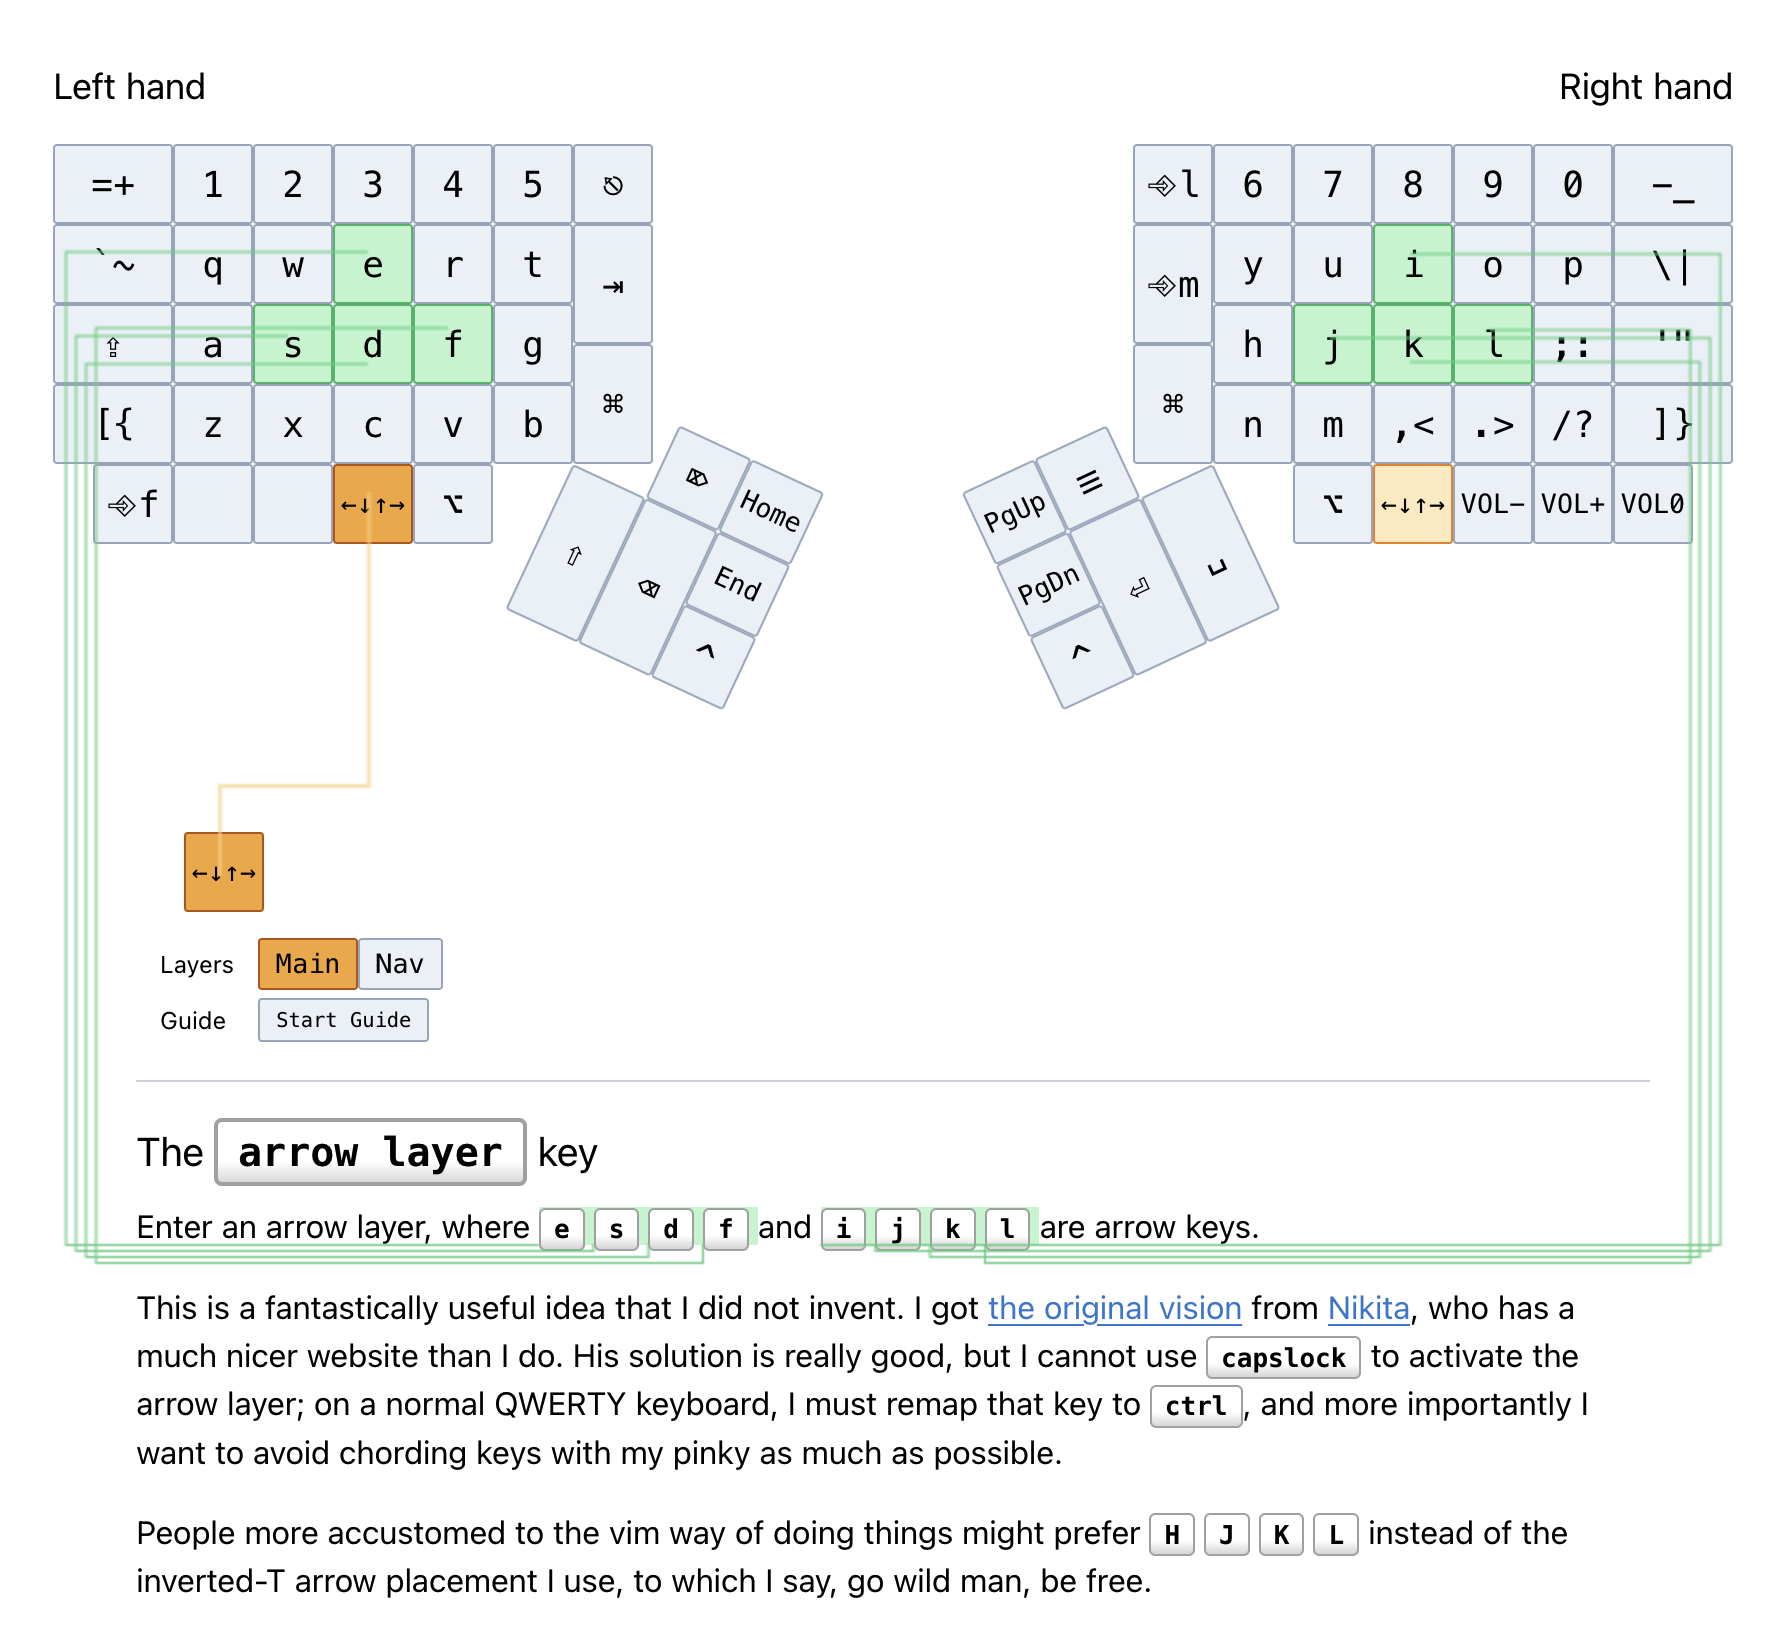 Left hand Right hand
=+ 1 2 3 4 5 ⎋ ⎆l 6 7 8 9 0 -_
`~ q w e r t ⇥ ⎆m y u i o p \|
⇪ a s d f g h j k l ;: '"
[{ z x c v b ⌘ ⌘ n m ,< .> /? ]}
⎆f ←↓↑→ ⌥ ⌥ ←↓↑→ VOL- VOL+ VOL0
⌦ Home PgUp ☰
⇧ ⌫ End PgDn ⏎ ␣
^ ^
←↓↑→
Layers Main Nav
Guide Start Guide
The arrow layer key
Enter an arrow layer, where e s d f and i j k l are arrow keys.
This is a fantastically useful idea that I did not invent. I got the original vision from Nikita, who has a
much nicer website than I do. His solution is really good, but I cannot use capslock to activate the
arrow layer; on a normal QWERTY keyboard, I must remap that key to ctrl, and more importantly I
want to avoid chording keys with my pinky as much as possible.
People more accustomed to the vim way of doing things might prefer H J K L instead of the
inverted-T arrow placement I use, to which I say, go wild man, be free.